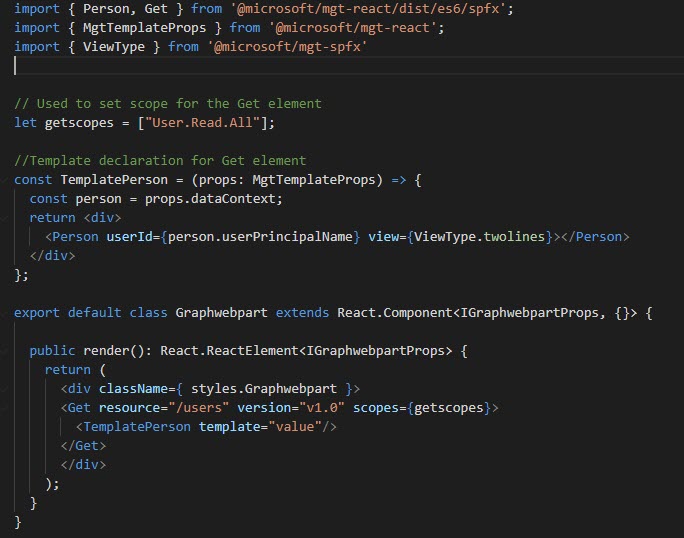 import { Person, Get } from '@microsoft/mgt-react/dist/es6/spfx';
import { MgtTemplateProps } from '@microsoft/mgt-react';
import { ViewType } from '@microsoft/mgt-spfx'
// Used to set scope for the Get element
let getscopes = ["User.Read.All"];
//Template declaration for Get element
const TemplatePerson = (props: MgtTemplateProps) => {
const person = props.dataContext;
return <div>
<Person userId={person.userPrincipalName} view={ViewType.twolines}></Person>
</div>
};
export default class Graphwebpart extends React.Component<IGraphwebpartProps, {}> {
public render(): React.ReactElement<IGraphwebpartProps> {
return (
<div className={ styles.Graphwebpart }>
<Get resource="/users" version="v1.0" scopes={getscopes}>
<TemplatePerson template="value"/>
</Get>
</div>
);
}
}